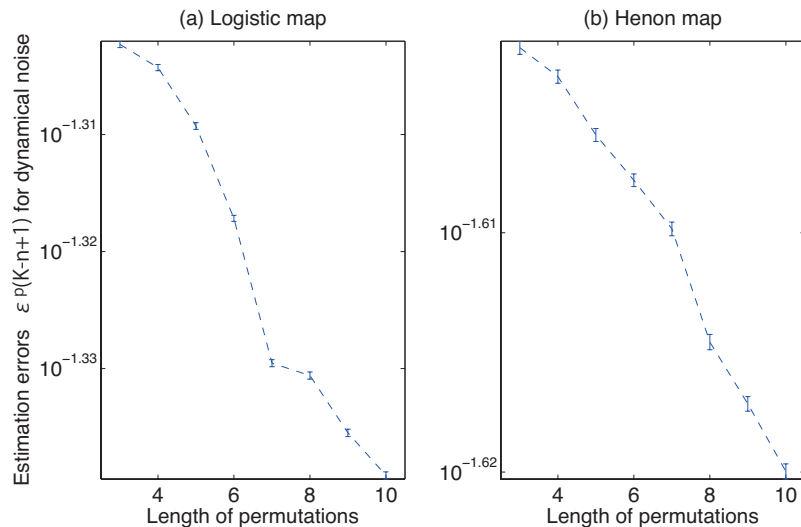 (a) Logistic map
(b) Henon map
Estimation errors ε^p(K-n+1) for dynamical noise
10^-1.31
10^-1.32
10^-1.33
4 6 8 10
Length of permutations
10^-1.61
10^-1.62
4 6 8 10
Length of permutations